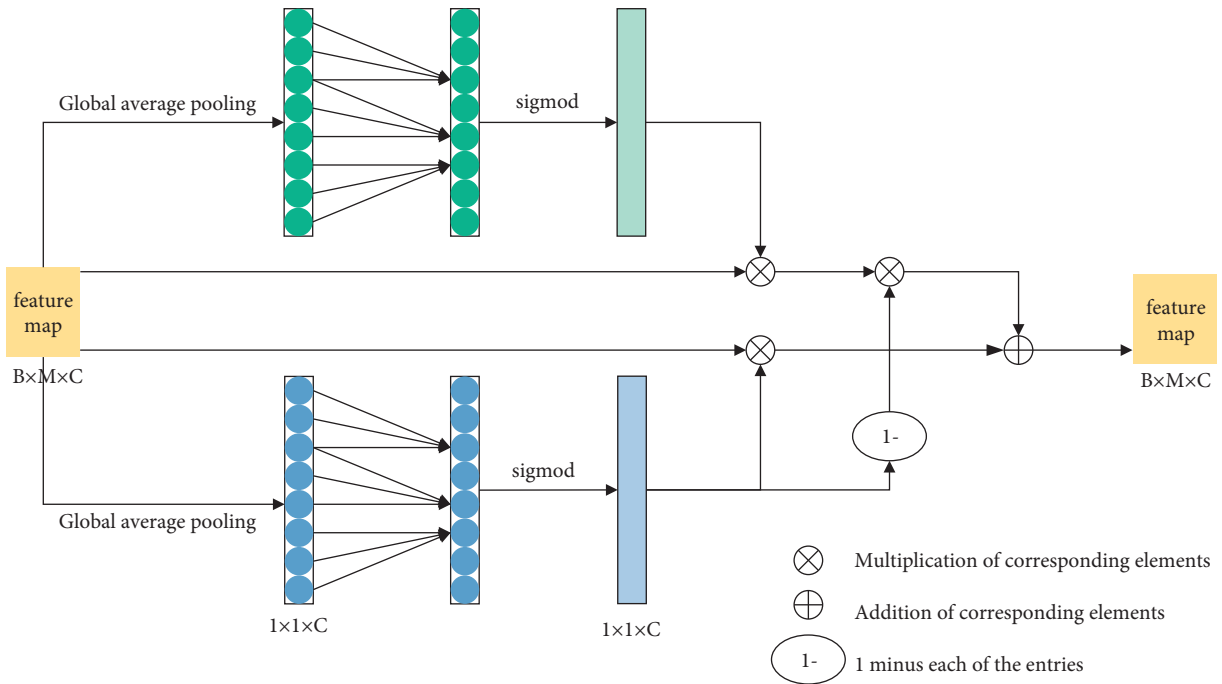 Global average pooling
sigmod
feature
map
B×M×C
feature
map
B×M×C
1-
sigmod
Global average pooling
1×1×C
1×1×C
Multiplication of corresponding elements
Addition of corresponding elements
1-
1 minus each of the entries